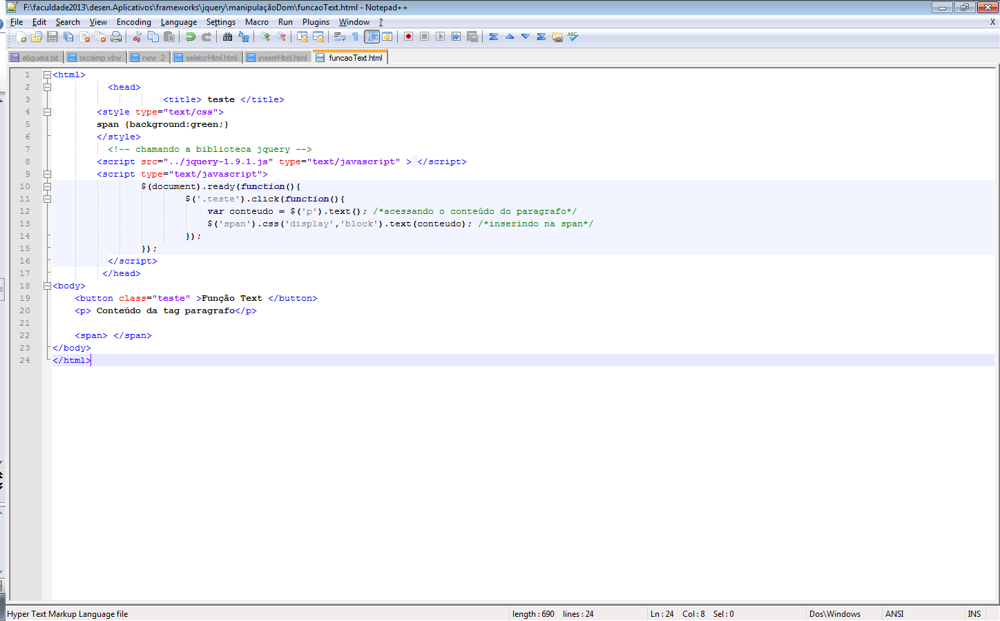 F:\faculdade2013\desen.Aplicativos\frameworks\jquery\manipulaçãoDom\funcaoText.html - Notepad++
File Edit Search View Encoding Language Settings Macro Run Plugins Window ? X
etiqueta.txt tecaimp.vbw new 2 seletorHtml.html inserirHtml.html funcaoText.html
1 <html>
2 <head>
3 <title> teste </title>
4 <style type="text/css">
5 span {background:green;}
6 </style>
7 <!-- chamando a biblioteca jquery -->
8 <script src="../jquery-1.9.1.js" type="text/javascript" > </script>
9 <script type="text/javascript">
10 $(document).ready(function(){
11 $('.teste').click(function(){
12 var conteudo = $('p').text(); /*acessando o conteúdo do paragrafo*/
13 $('span').css('display','block').text(conteudo); /*inserindo na span*/
14 });
15 });
16 </script>
17 </head>
18 <body>
19 <button class="teste" >Função Text </button>
20 <p> Conteúdo da tag paragrafo</p>
21
22 <span> </span>
23 </body>
24 </html>
Hyper Text Markup Language file length : 690 lines : 24 Ln : 24 Col : 8 Sel : 0 Dos\Windows ANSI INS